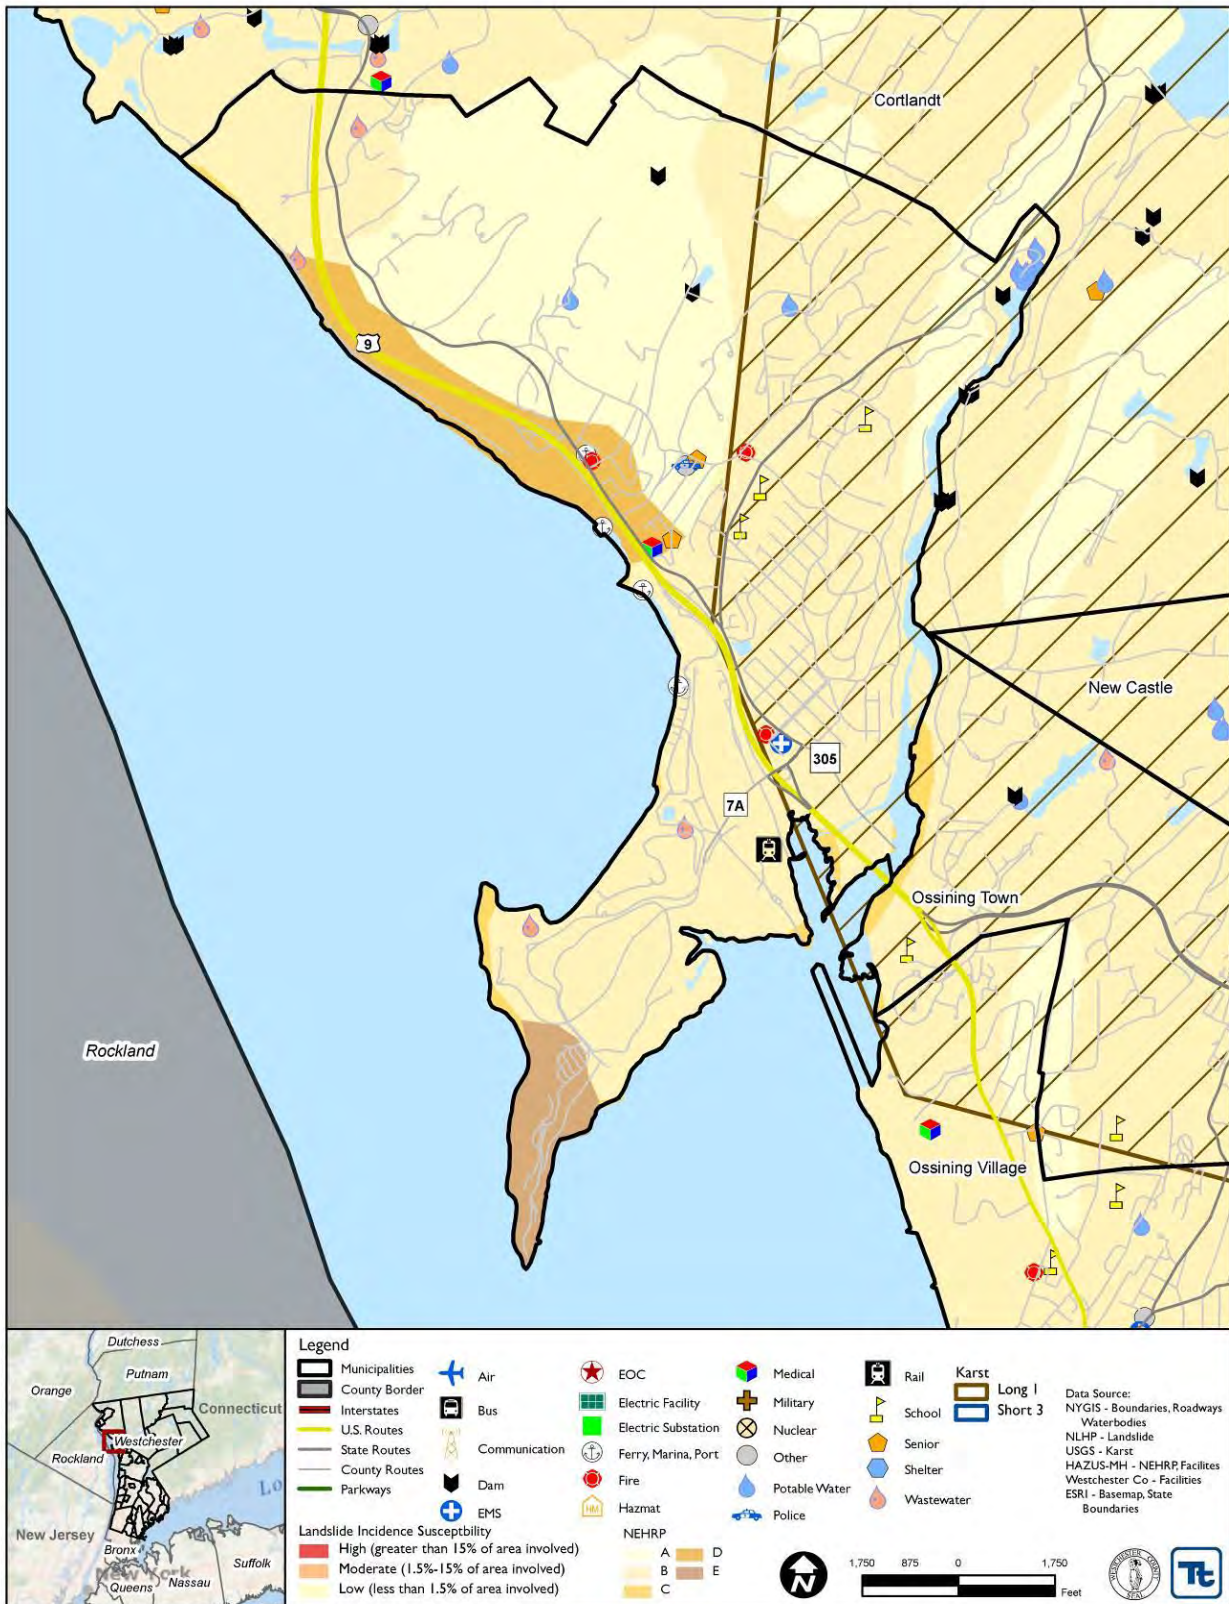 Cortlandt
9
New Castle
305
7A
Ossining Town
Rockland
Ossining Village
Dutchess
Putnam
Orange
Connecticut
Westchester
Rockland
New Jersey
Bronx
New York
Queens
Nassau
Suffolk
Legend
Municipalities
County Border
Interstates
U.S. Routes
State Routes
County Routes
Parkways
Air
Bus
Communication
Dam
EMS
EOC
Electric Facility
Electric Substation
Ferry, Marina, Port
Fire
HM
Hazmat
Medical
Military
Nuclear
Other
Potable Water
Police
Rail
School
Senior
Shelter
Wastewater
Karst
Long 1
Short 3
Data Source:
NYGIS - Boundaries, Roadways
Waterbodies
NLHP - Landslide
USGS - Karst
HAZUS-MH - NEHRP, Facilites
Westchester Co - Facilities
ESRI - Basemap, State
Boundaries
Landslide Incidence Susceptbility
High (greater than 15% of area involved)
Moderate (1.5%-15% of area involved)
Low (less than 1.5% of area involved)
NEHRP
A
B
C
D
E
N
1,750 875 0 1,750
Feet
WESTCHESTER COUNTY
SEAL
Tt